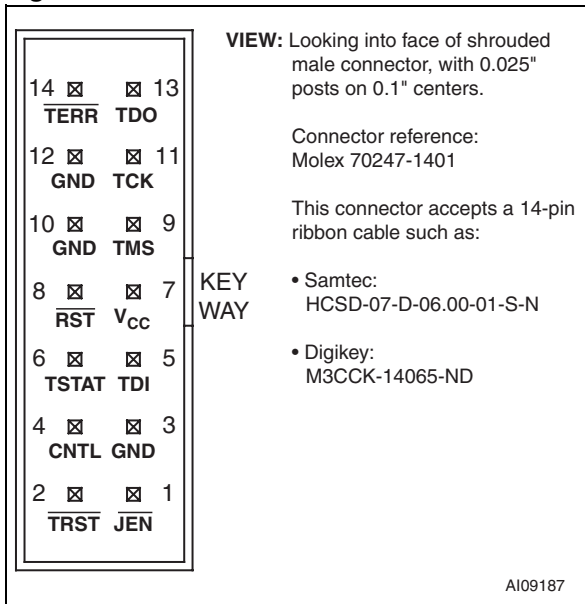 VIEW: Looking into face of shrouded
male connector, with 0.025"
posts on 0.1" centers.
Connector reference:
Molex 70247-1401
This connector accepts a 14-pin
ribbon cable such as:
• Samtec:
HCSD-07-D-06.00-01-S-N
• Digikey:
M3CCK-14065-ND
14 13
TERR TDO
12 11
GND TCK
10 9
GND TMS
8 7
RST VCC
6 5
TSTAT TDI
4 3
CNTL GND
2 1
TRST JEN
KEY
WAY
AI09187